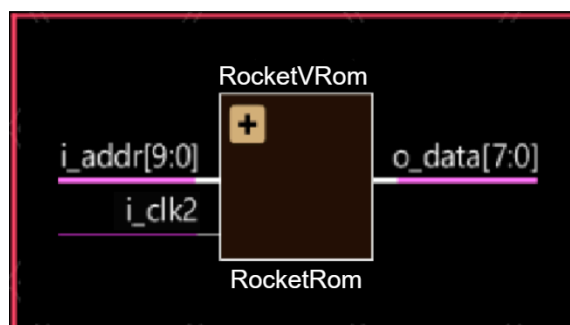 RocketVRom
+
i_addr[9:0]
o_data[7:0]
i_clk2
RocketRom